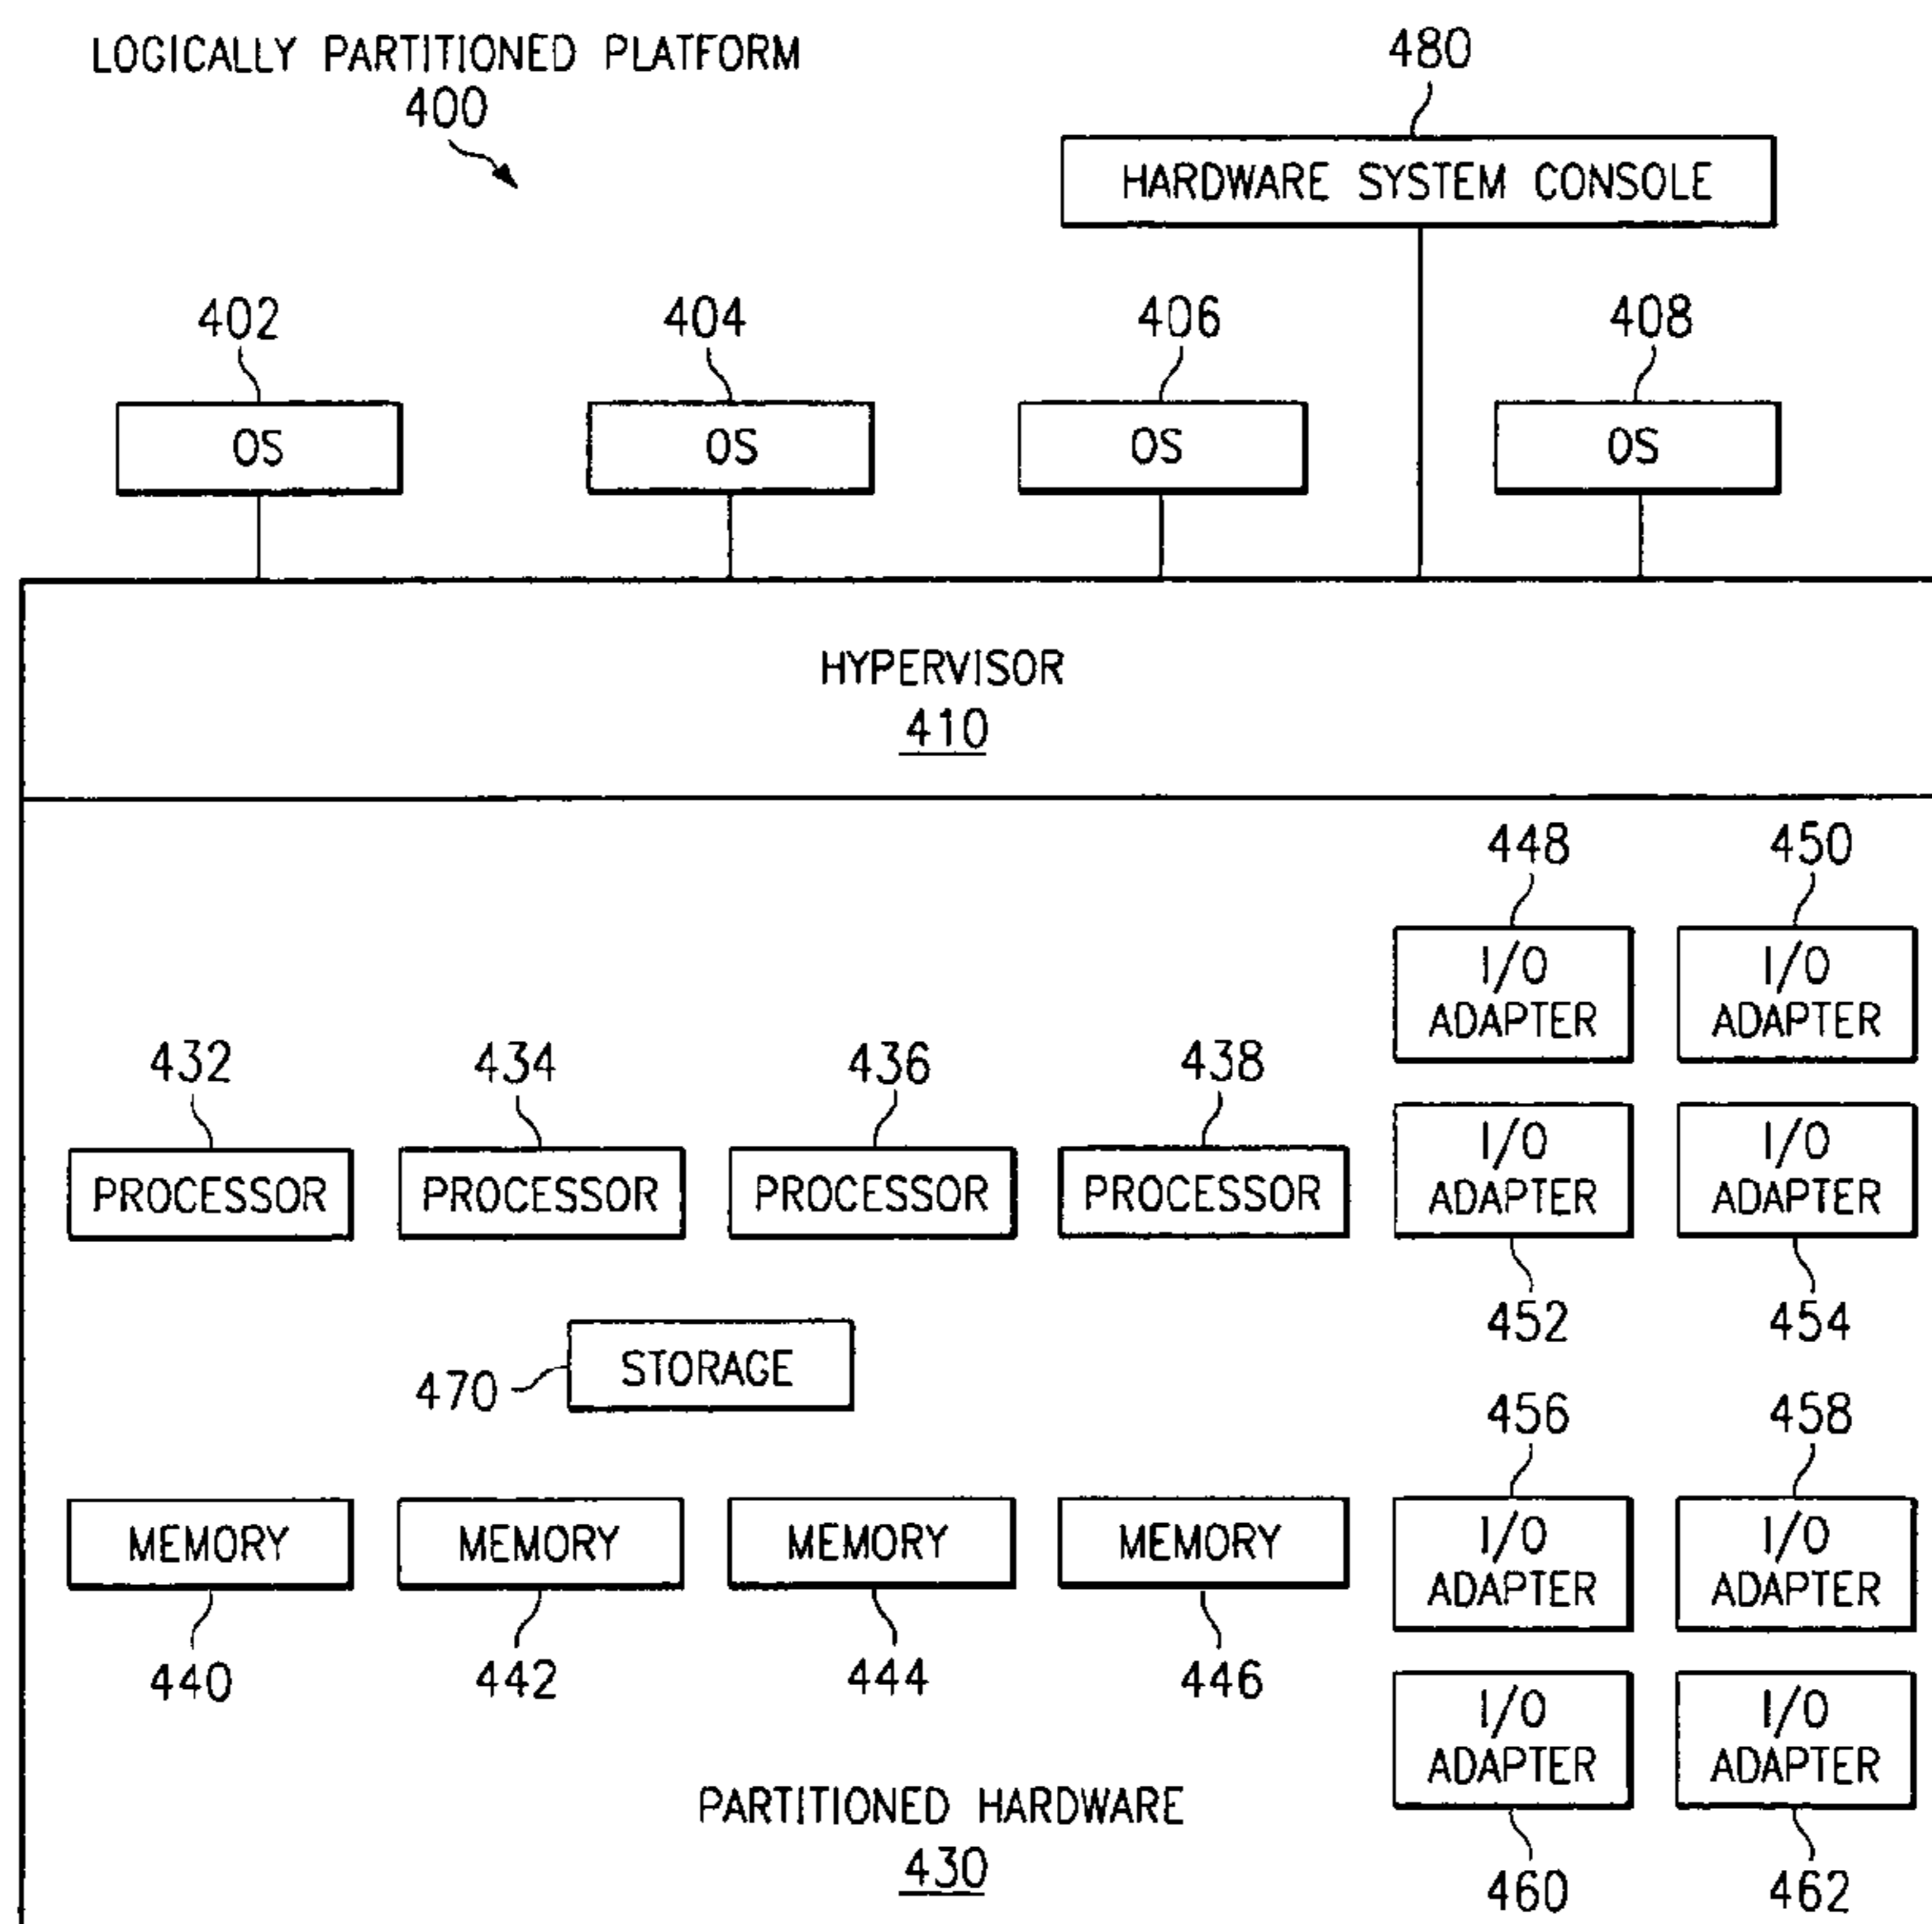 LOGICALLY PARTITIONED PLATFORM
400
480
HARDWARE SYSTEM CONSOLE
402
404
406
408
OS
OS
OS
OS
HYPERVISOR
410
448
450
I/O
ADAPTER
I/O
ADAPTER
432
434
436
438
PROCESSOR
PROCESSOR
PROCESSOR
PROCESSOR
I/O
ADAPTER
I/O
ADAPTER
452
454
470
STORAGE
456
458
MEMORY
MEMORY
MEMORY
MEMORY
I/O
ADAPTER
I/O
ADAPTER
440
442
444
446
I/O
ADAPTER
I/O
ADAPTER
PARTITIONED HARDWARE
430
460
462